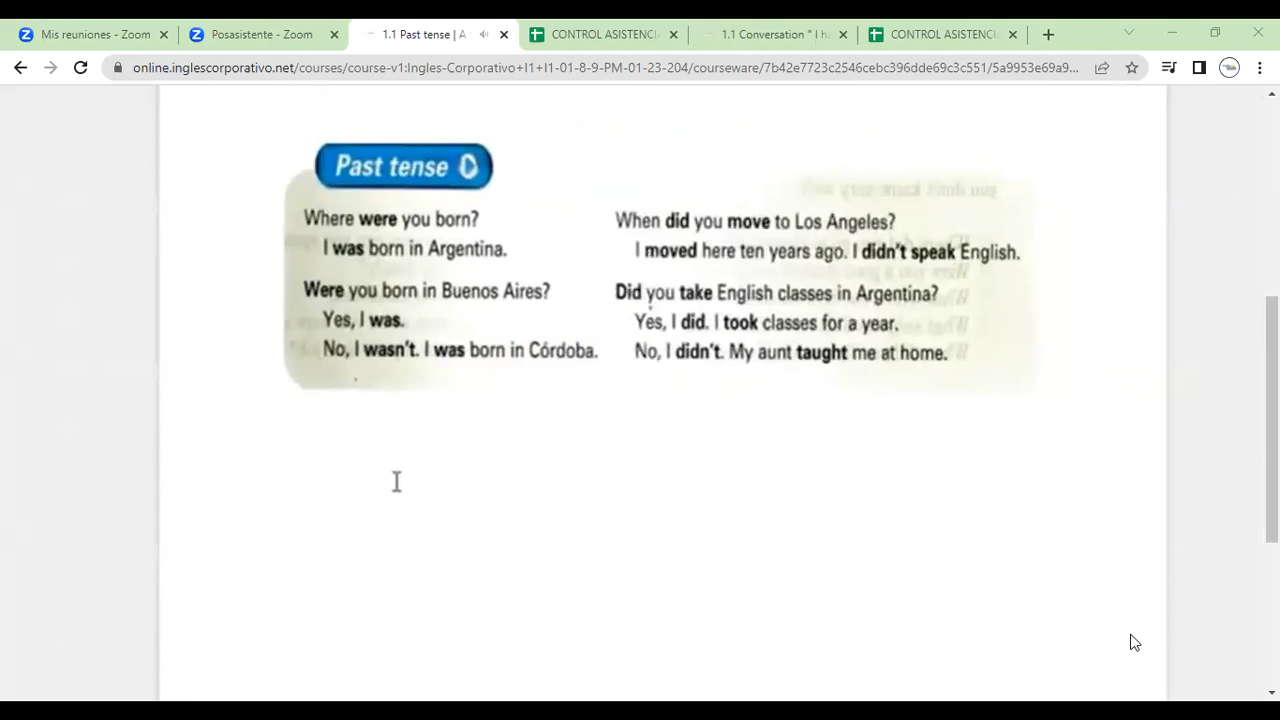 Mis reuniones - Zoom
Posasistente - Zoom
1.1 Past tense | A
CONTROL ASISTENCI
1.1 Conversation " I h
CONTROL ASISTENCI
online.inglescorporativo.net/courses/course-v1:Ingles-Corporativo+I1+I1-01-8-9-PM-01-23-204/courseware/7b42e7723c2546cebc396dde69c3c551/5a9953e69a9...
Past tense
Where were you born?
I was born in Argentina.
Were you born in Buenos Aires?
Yes, I was.
No, I wasn't. I was born in Córdoba.
When did you move to Los Angeles?
I moved here ten years ago. I didn't speak English.
Did you take English classes in Argentina?
Yes, I did. I took classes for a year.
No, I didn't. My aunt taught me at home.